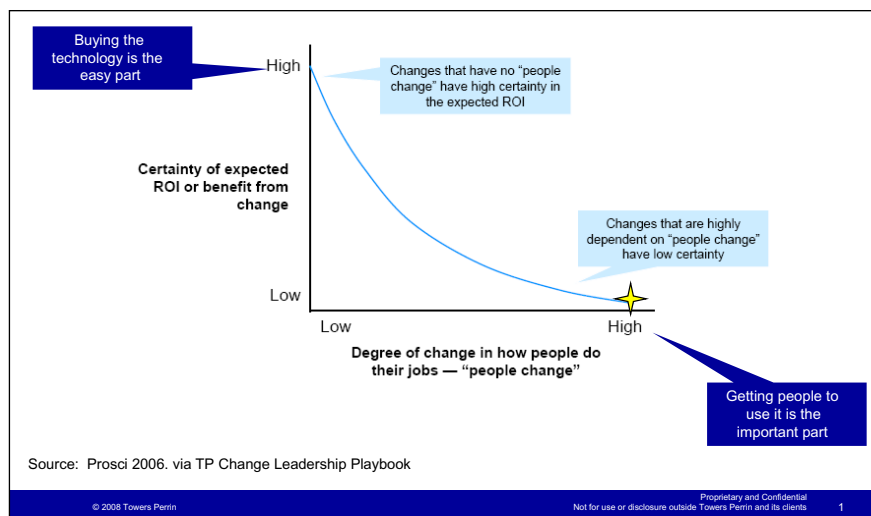 Buying the
technology is the
easy part
High
Changes that have no “people
change” have high certainty in
the expected ROI
Certainty of expected
ROI or benefit from
change
Changes that are highly
dependent on “people change”
have low certainty
Low
Low
High
Degree of change in how people do
their jobs — “people change”
Getting people to
use it is the
important part
Source:  Prosci 2006. via TP Change Leadership Playbook
© 2008 Towers Perrin
Proprietary and Confidential
Not for use or disclosure outside Towers Perrin and its clients
1